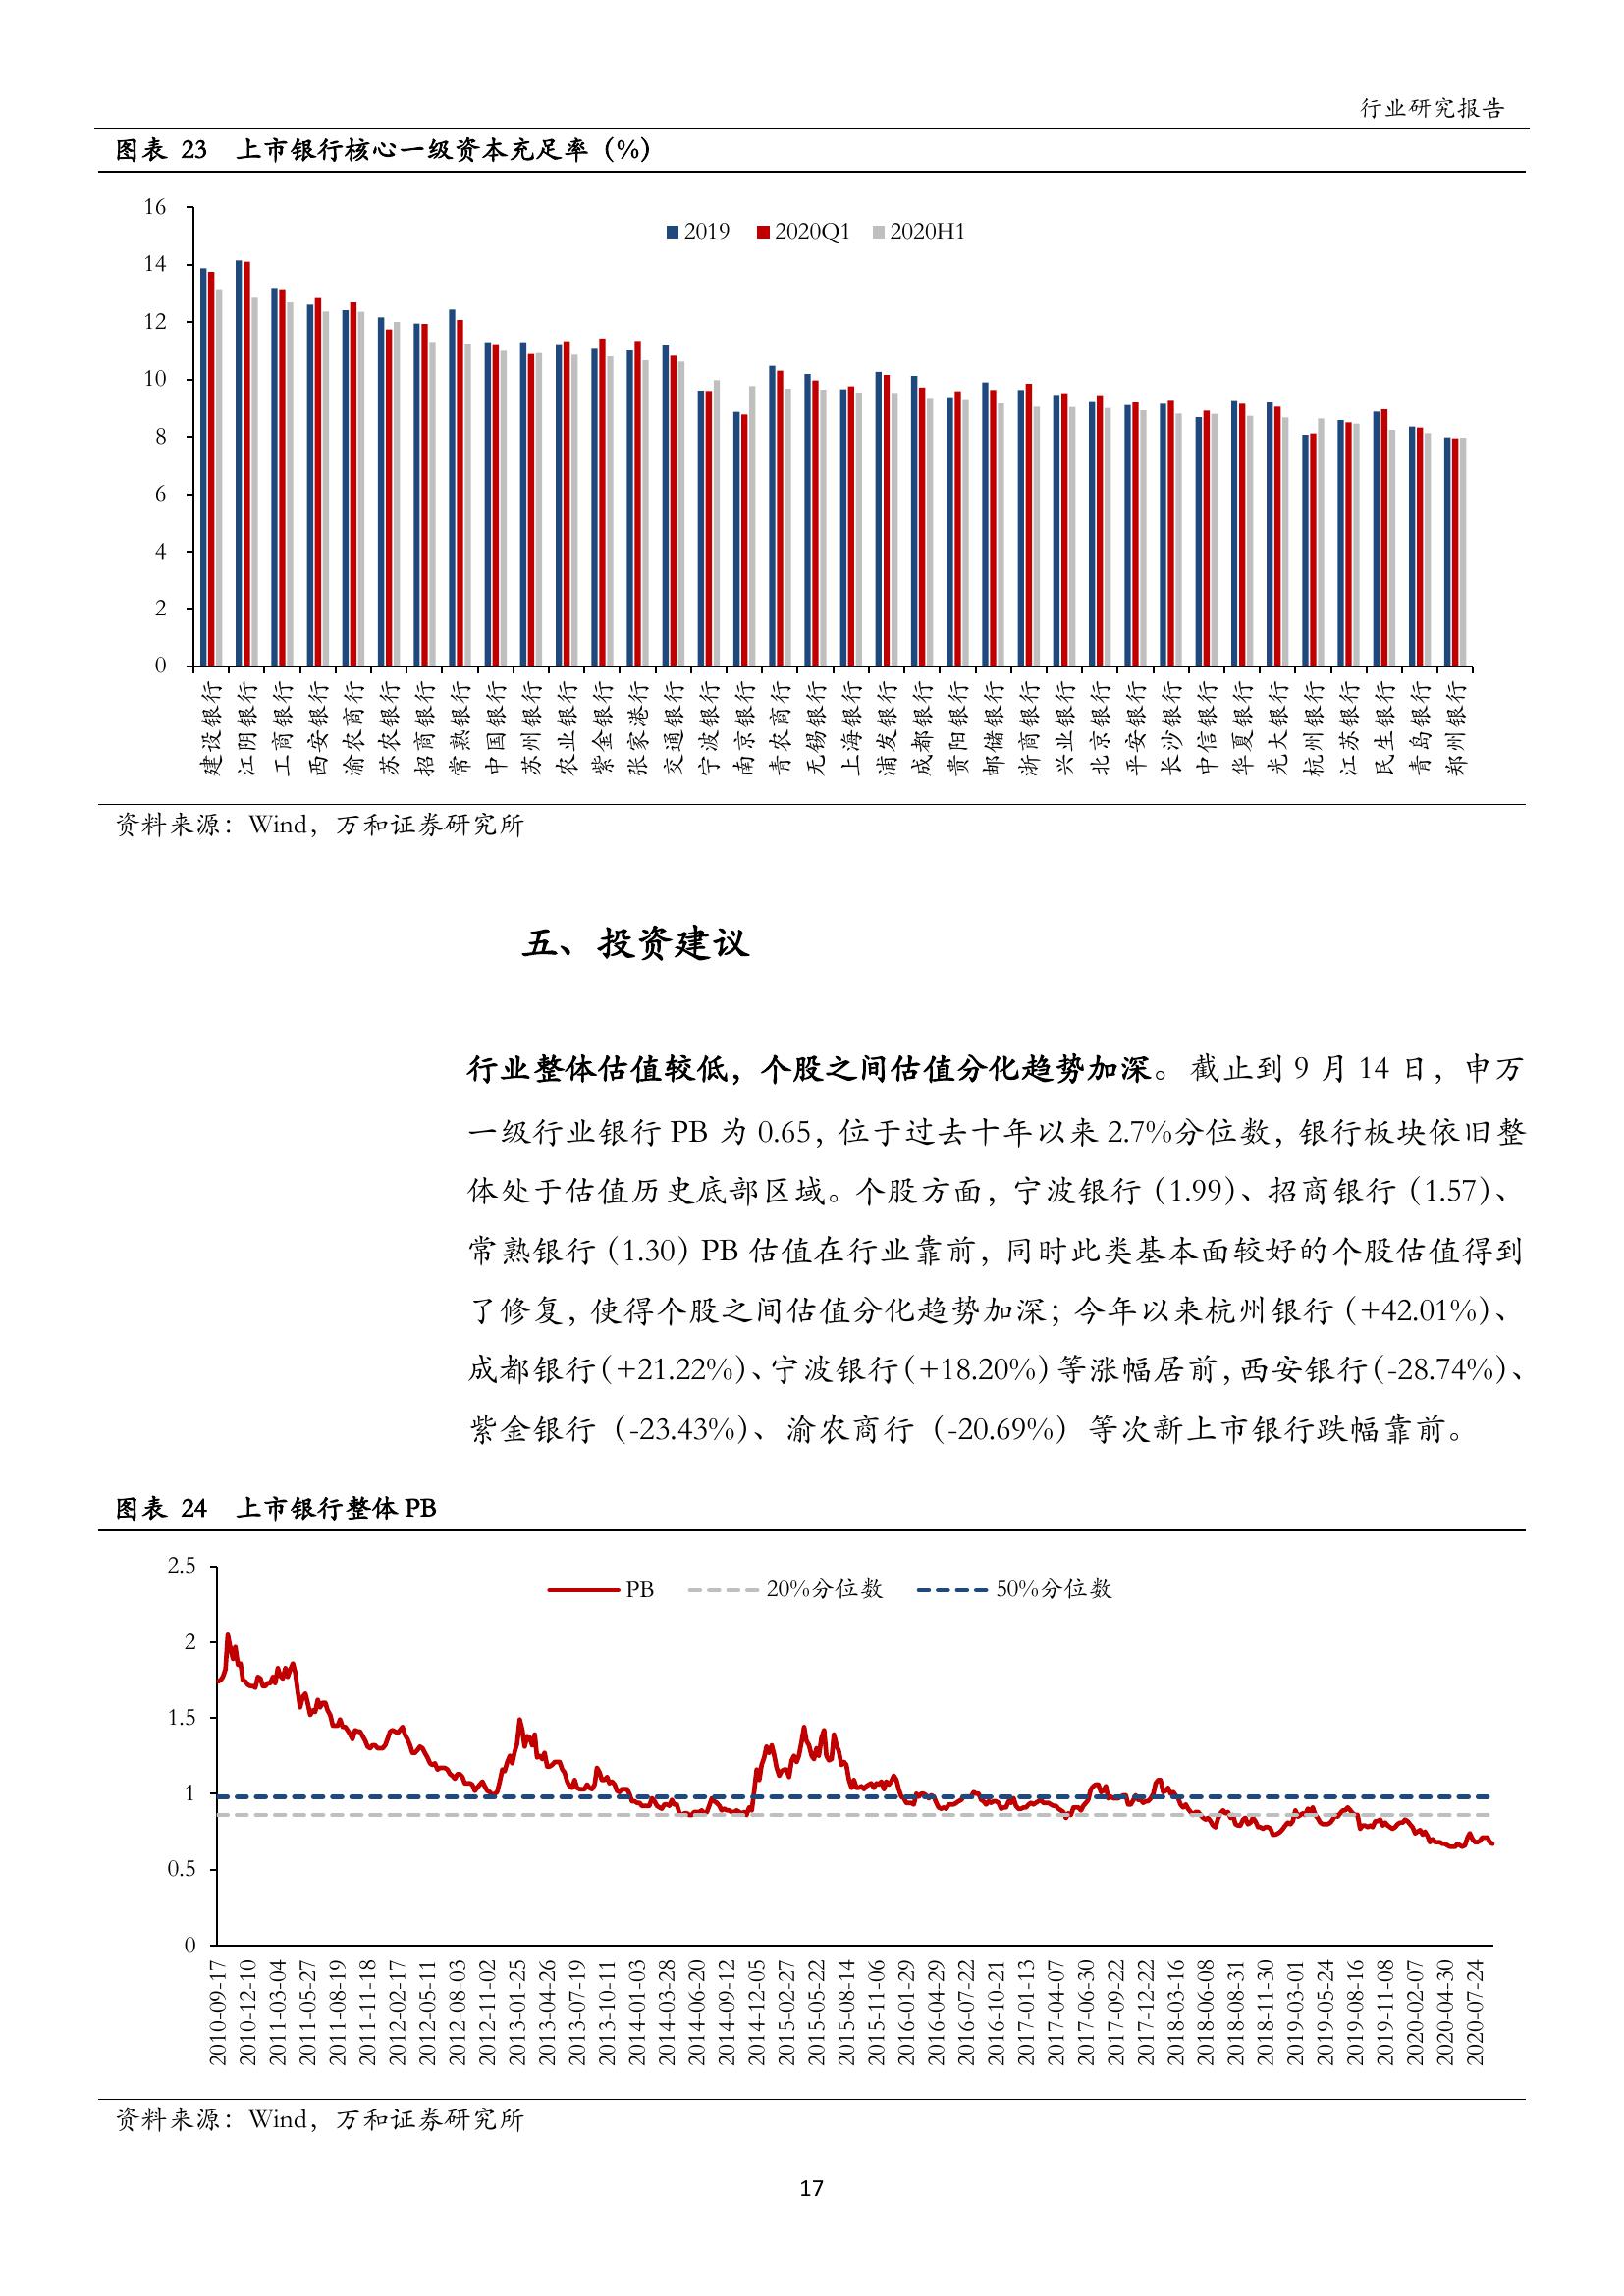 行业研究报告
图表 23 上市银行核心一级资本充足率（%）
16
14
12
10
8
6
4
2
0
2019 2020Q1 2020H1
建设银行
江阴银行
工商银行
西安银行
渝农商行
苏农银行
招商银行
常熟银行
中国银行
苏州银行
农业银行
紫金银行
张家港行
交通银行
宁波银行
南京银行
青农商行
无锡银行
上海银行
浦发银行
成都银行
贵阳银行
邮储银行
浙商银行
兴业银行
北京银行
平安银行
长沙银行
中信银行
华夏银行
光大银行
杭州银行
江苏银行
民生银行
青岛银行
郑州银行
资料来源：Wind，万和证券研究所
五、投资建议
行业整体估值较低，个股之间估值分化趋势加深。截止到 9 月 14 日，申万
一级行业银行 PB 为 0.65，位于过去十年以来 2.7%分位数，银行板块依旧整
体处于估值历史底部区域。个股方面，宁波银行（1.99）、招商银行（1.57）、
常熟银行（1.30）PB 估值在行业靠前，同时此类基本面较好的个股估值得到
了修复，使得个股之间估值分化趋势加深；今年以来杭州银行（+42.01%）、
成都银行（+21.22%）、宁波银行（+18.20%）等涨幅居前，西安银行（-28.74%）、
紫金银行（-23.43%）、渝农商行（-20.69%）等次新上市银行跌幅靠前。
图表 24 上市银行整体 PB
2.5
2
1.5
1
0.5
0
PB 20%分位数 50%分位数
2010-09-17
2010-12-10
2011-03-04
2011-05-27
2011-08-19
2011-11-18
2012-02-17
2012-05-11
2012-08-03
2012-11-02
2013-01-25
2013-04-26
2013-07-19
2013-10-11
2014-01-03
2014-03-28
2014-06-20
2014-09-12
2014-12-05
2015-02-27
2015-05-22
2015-08-14
2015-11-06
2016-01-29
2016-04-29
2016-07-22
2016-10-21
2017-01-13
2017-04-07
2017-06-30
2017-09-22
2017-12-22
2018-03-16
2018-06-08
2018-08-31
2018-11-30
2019-03-01
2019-05-24
2019-08-16
2019-11-08
2020-02-07
2020-04-30
2020-07-24
资料来源：Wind，万和证券研究所
17